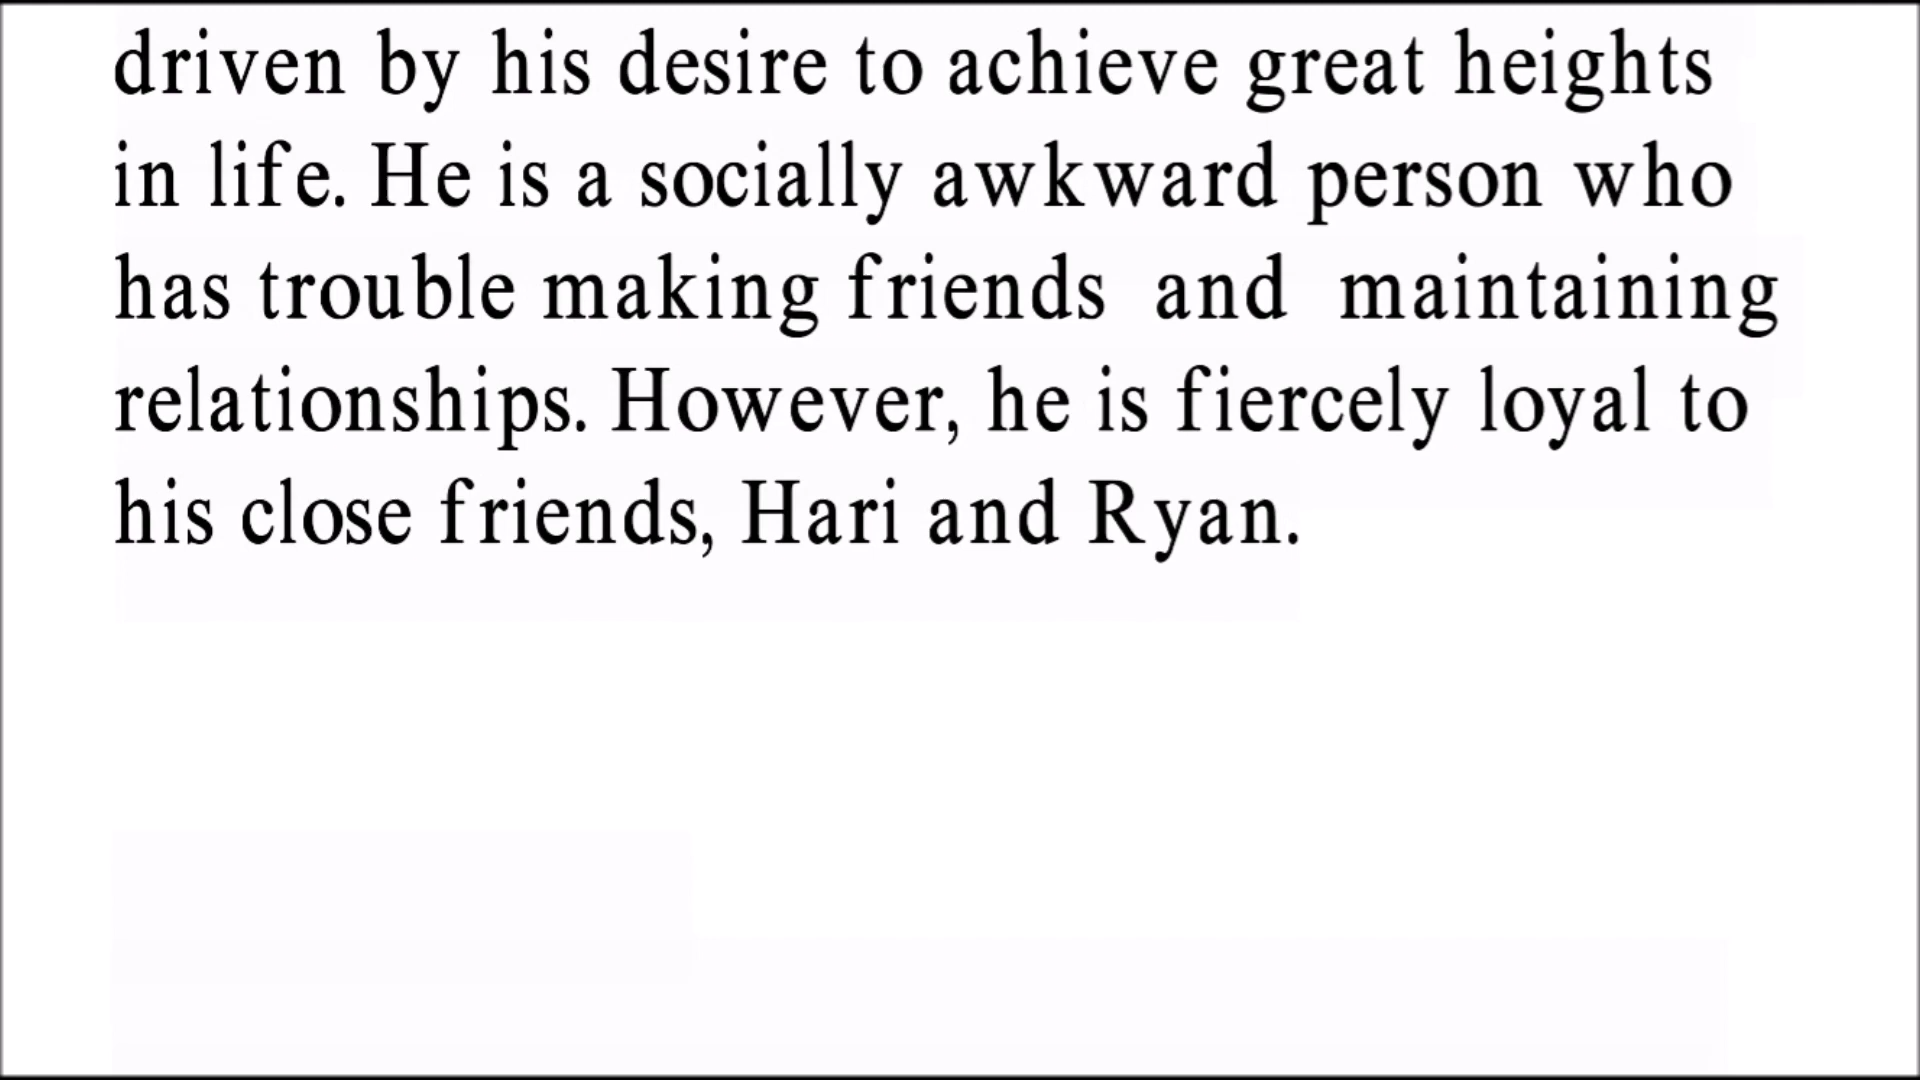 driven by his desire to achieve great heights
in life. He is a socially awkward person who
has trouble making friends and maintaining
relationships. However, he is fiercely loyal to
his close friends, Hari and Ryan.